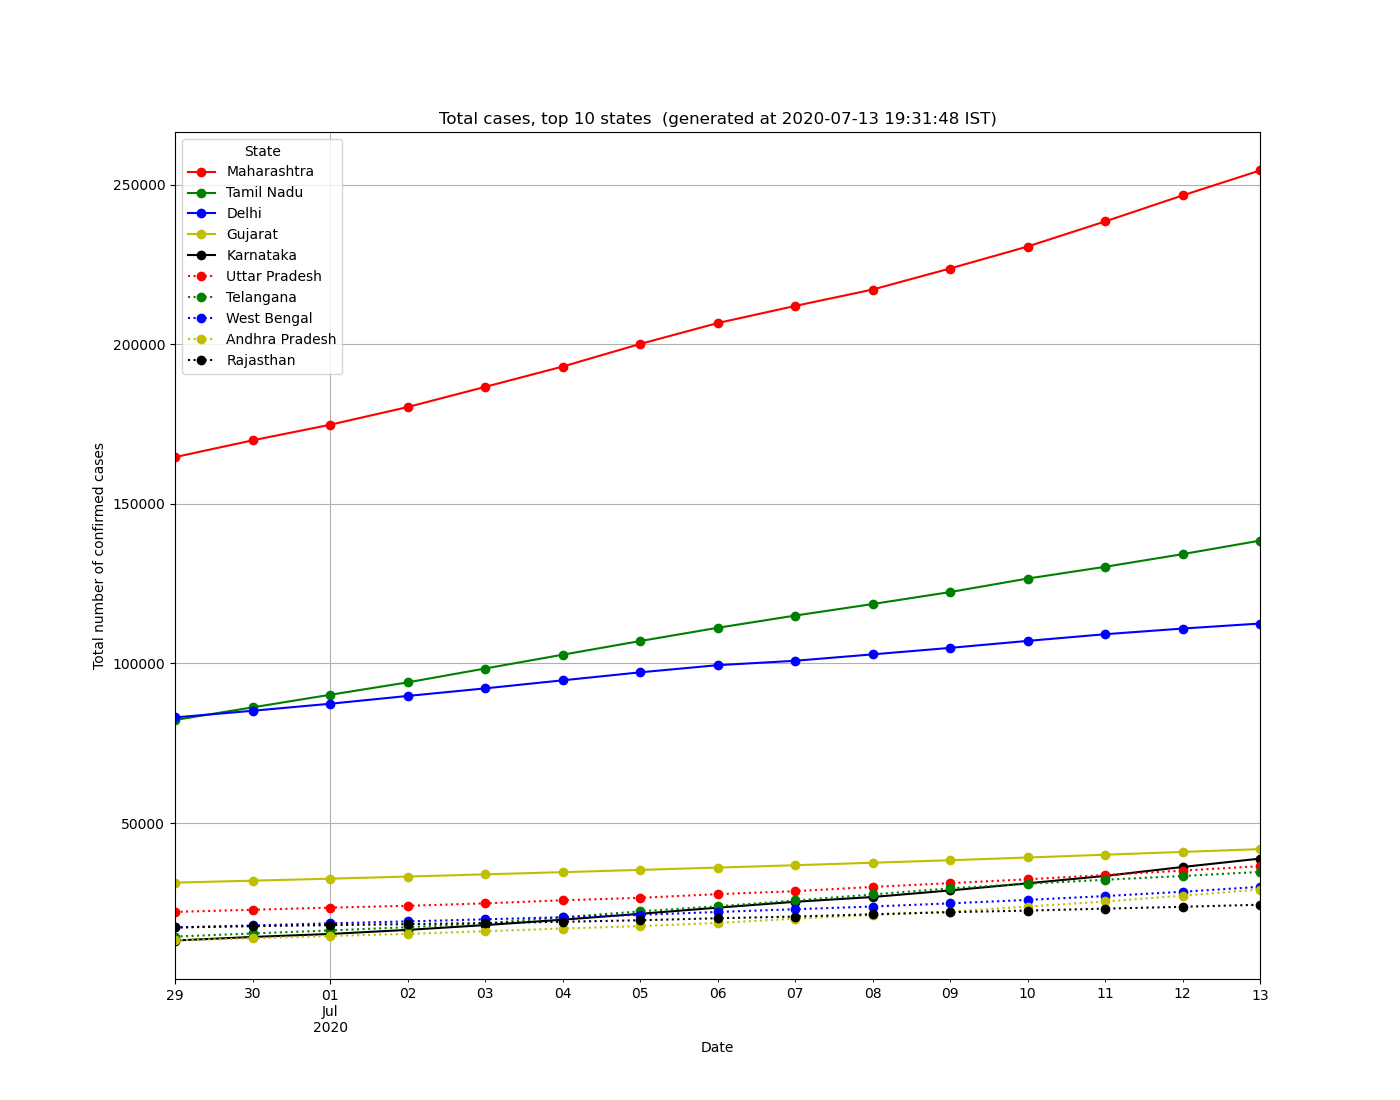 Total cases, top 10 states  (generated at 2020-07-13 19:31:48 IST)
State
Maharashtra
Tamil Nadu
Delhi
Gujarat
Karnataka
Uttar Pradesh
Telangana
West Bengal
Andhra Pradesh
Rajasthan
250000
200000
150000
100000
50000
Total number of confirmed cases
29 30 01 02 03 04 05 06 07 08 09 10 11 12 13
Jul
2020
Date